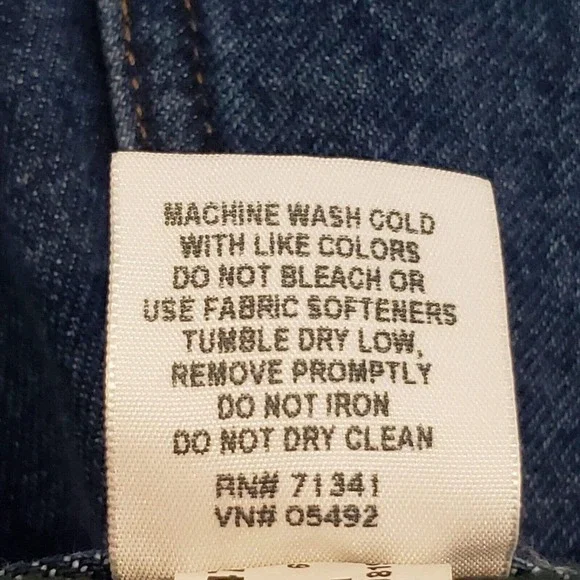 MACHINE WASH COLD
WITH LIKE COLORS
DO NOT BLEACH OR
USE FABRIC SOFTENERS
TUMBLE DRY LOW,
REMOVE PROMPTLY
DO NOT IRON
DO NOT DRY CLEAN
RN# 71341
VN# 05492